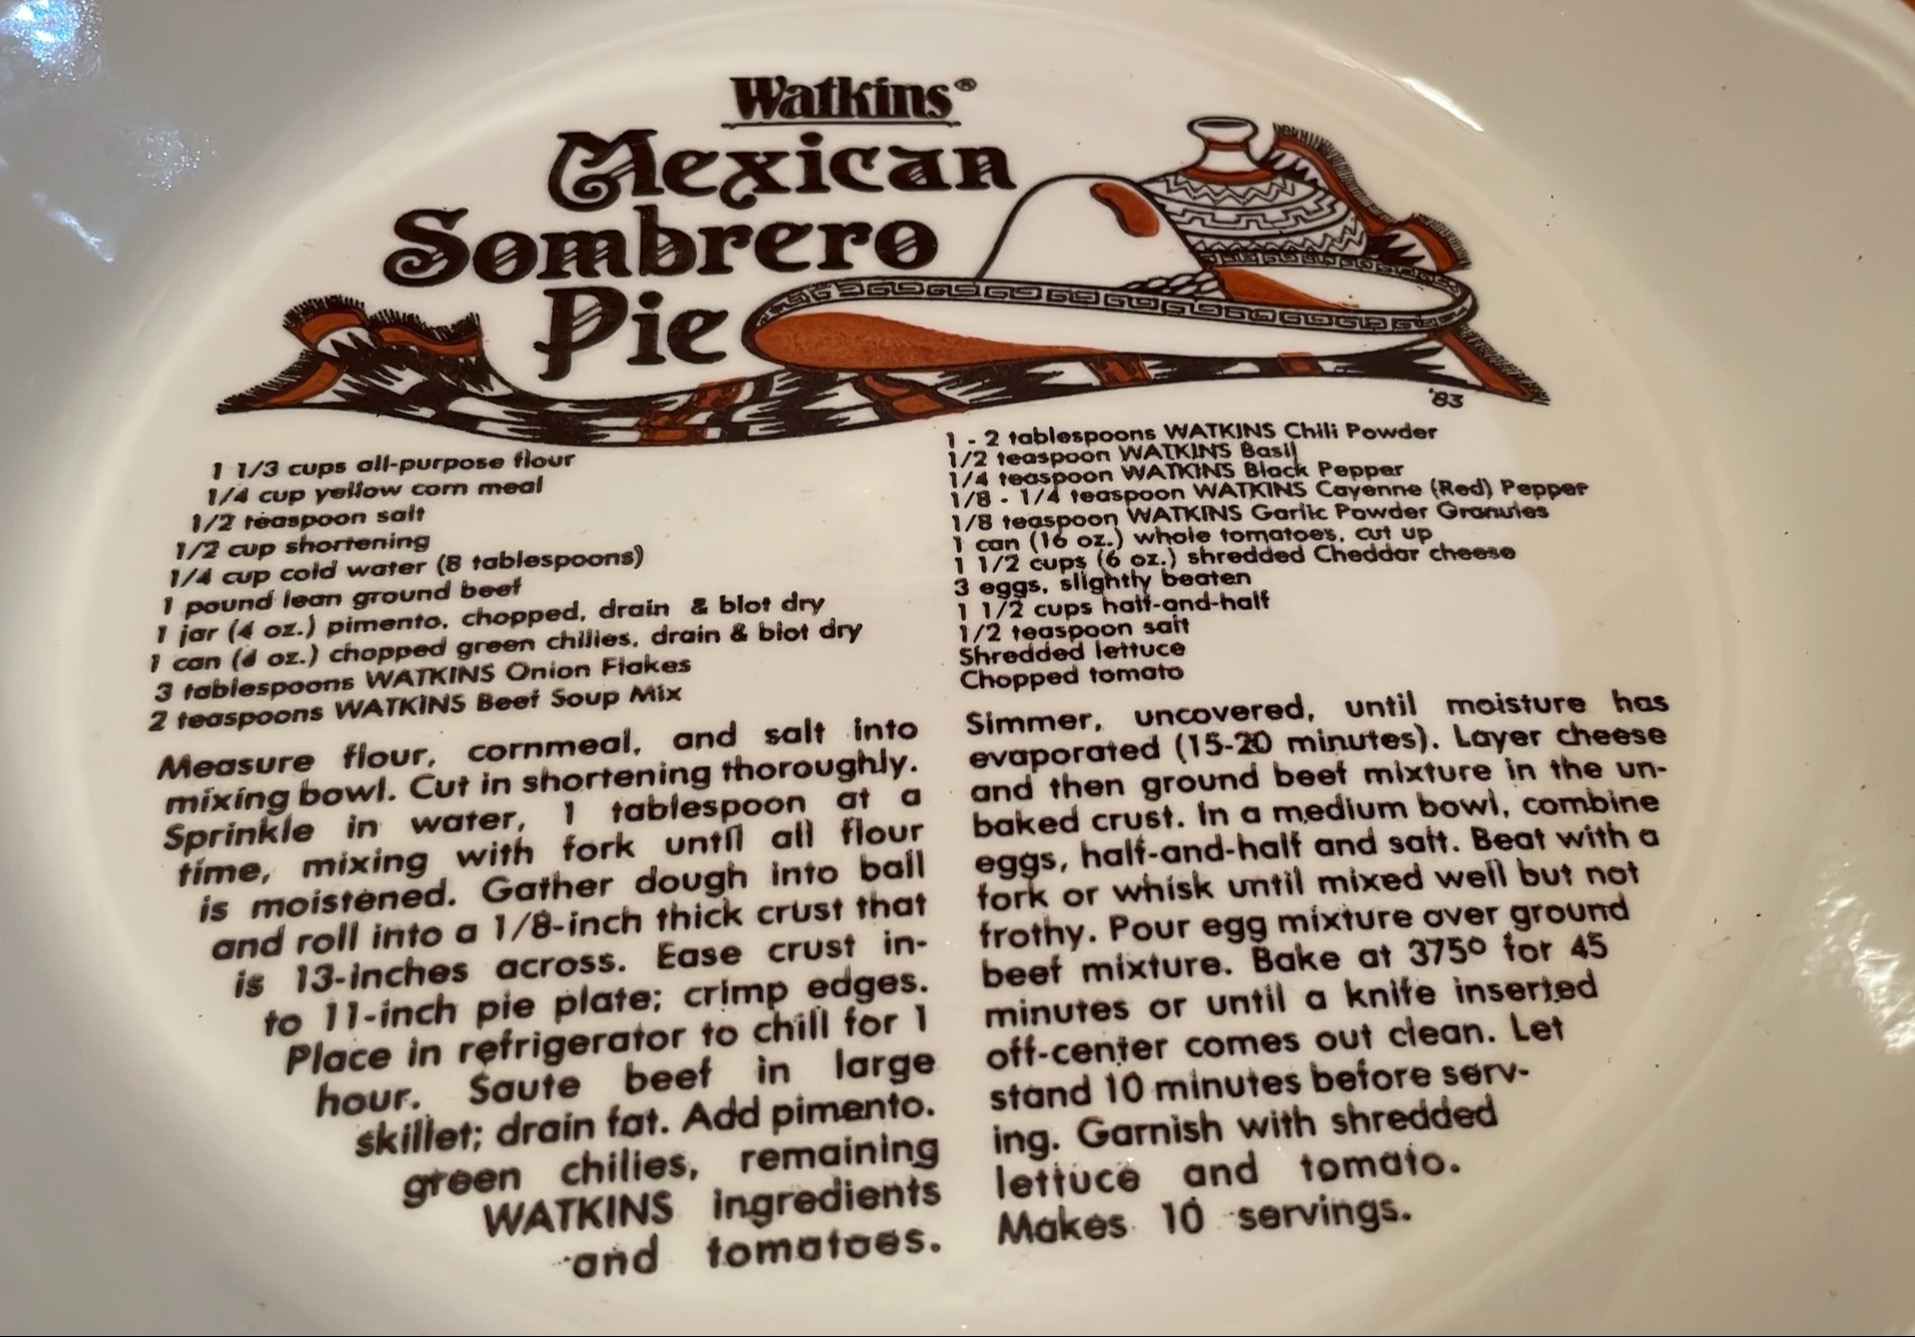 Watkins®
Mexican
Sombrero
Pie
'83
1 1/3 cups all-purpose flour
1/4 cup yellow corn meal
1/2 teaspoon salt
1/2 cup shortening
1/4 cup cold water (8 tablespoons)
1 pound lean ground beef
1 jar (4 oz.) pimento, chopped, drain & blot dry
1 can (4 oz.) chopped green chilies, drain & blot dry
3 tablespoons WATKINS Onion Flakes
2 teaspoons WATKINS Beef Soup Mix
1 - 2 tablespoons WATKINS Chili Powder
1/2 teaspoon WATKINS Basil
1/4 teaspoon WATKINS Black Pepper
1/8 - 1/4 teaspoon WATKINS Cayenne (Red) Pepper
1/8 teaspoon WATKINS Garlic Powder Granules
1 can (16 oz.) whole tomatoes, cut up
1 1/2 cups (6 oz.) shredded Cheddar cheese
3 eggs, slightly beaten
1 1/2 cups half-and-half
1/2 teaspoon salt
Shredded lettuce
Chopped tomato
Measure flour, cornmeal, and salt into
mixing bowl. Cut in shortening thoroughly.
Sprinkle in water, 1 tablespoon at a
time, mixing with fork until all flour
is moistened. Gather dough into ball
and roll into a 1/8-inch thick crust that
is 13-inches across. Ease crust in-
to 11-inch pie plate; crimp edges.
Place in refrigerator to chill for 1
hour. Saute beef in large
skillet; drain fat. Add pimento.
green chilies, remaining
WATKINS ingredients
and tomatoes.
Simmer, uncovered, until moisture has
evaporated (15-20 minutes). Layer cheese
and then ground beef mixture in the un-
baked crust. In a medium bowl, combine
eggs, half-and-half and salt. Beat with a
fork or whisk until mixed well but not
frothy. Pour egg mixture over ground
beef mixture. Bake at 375° for 45
minutes or until a knife inserted
off-center comes out clean. Let
stand 10 minutes before serv-
ing. Garnish with shredded
lettuce and tomato.
Makes 10 servings.